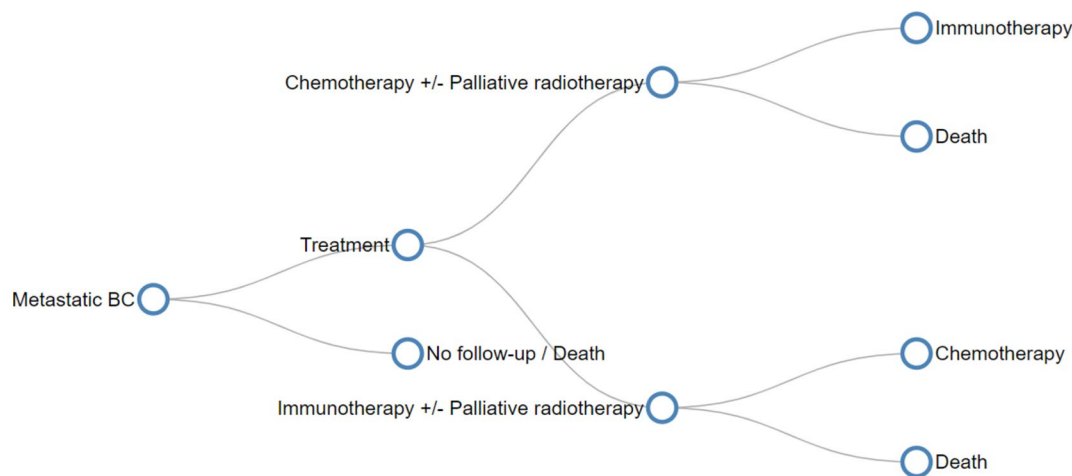 Immunotherapy
Chemotherapy +/- Palliative radiotherapy
Death
Treatment
Metastatic BC
No follow-up / Death
Chemotherapy
Immunotherapy +/- Palliative radiotherapy
Death